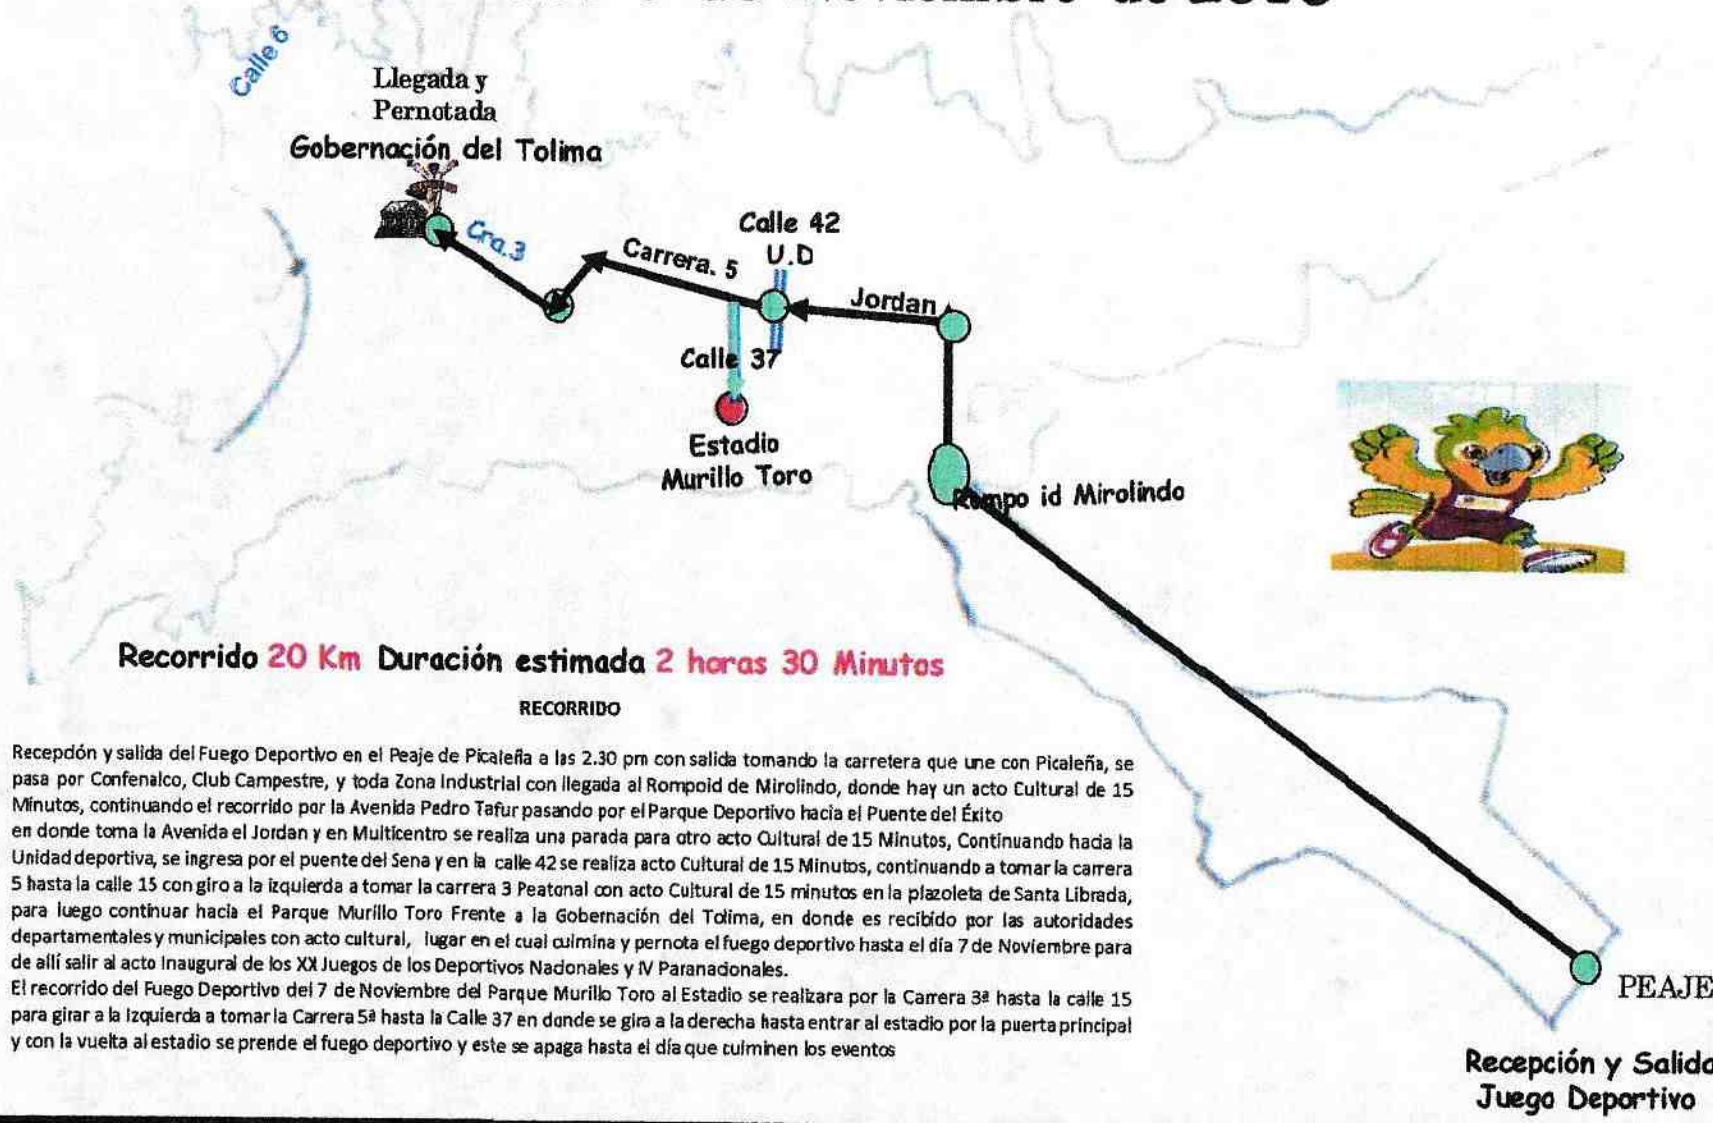 Calle 6
Llegada y
Pernotada
Gobernación del Tolima
Cra.3
Carrera. 5
Calle 42
U.D
Jordan
Calle 37
Estadio
Murillo Toro
Rompo id Mirolindo
Recorrido 20 Km Duración estimada 2 horas 30 Minutos
RECORRIDO
Recepción y salida del Fuego Deportivo en el Peaje de Picaleña a las 2.30 pm con salida tomando la carretera que une con Picaleña, se
pasa por Confenalco, Club Campestre, y toda Zona Industrial con llegada al Rompoid de Mirolindo, donde hay un acto Cultural de 15
Minutos, continuando el recorrido por la Avenida Pedro Tafur pasando por el Parque Deportivo hacia el Puente del Éxito
en donde toma la Avenida el Jordan y en Multicentro se realiza una parada para otro acto Cultural de 15 Minutos, Continuando hacia la
Unidad deportiva, se ingresa por el puente del Sena y en la calle 42 se realiza acto Cultural de 15 Minutos, continuando a tomar la carrera
5 hasta la calle 15 con giro a la izquierda a tomar la carrera 3 Peatonal con acto Cultural de 15 minutos en la plazoleta de Santa Librada,
para luego continuar hacia el Parque Murillo Toro Frente a la Gobernación del Tolima, en donde es recibido por las autoridades
departamentales y municipales con acto cultural, lugar en el cual culmina y pernota el fuego deportivo hasta el día 7 de Noviembre para
de allí salir al acto Inaugural de los XX Juegos de los Deportivos Nacionales y IV Paranacionales.
El recorrido del Fuego Deportivo del 7 de Noviembre del Parque Murillo Toro al Estadio se realizara por la Carrera 3ª hasta la calle 15
para girar a la Izquierda a tomar la Carrera 5ª hasta la Calle 37 en donde se gira a la derecha hasta entrar al estadio por la puerta principal
y con la vuelta al estadio se prende el fuego deportivo y este se apaga hasta el día que culminen los eventos
PEAJE
Recepción y Salida
Juego Deportivo